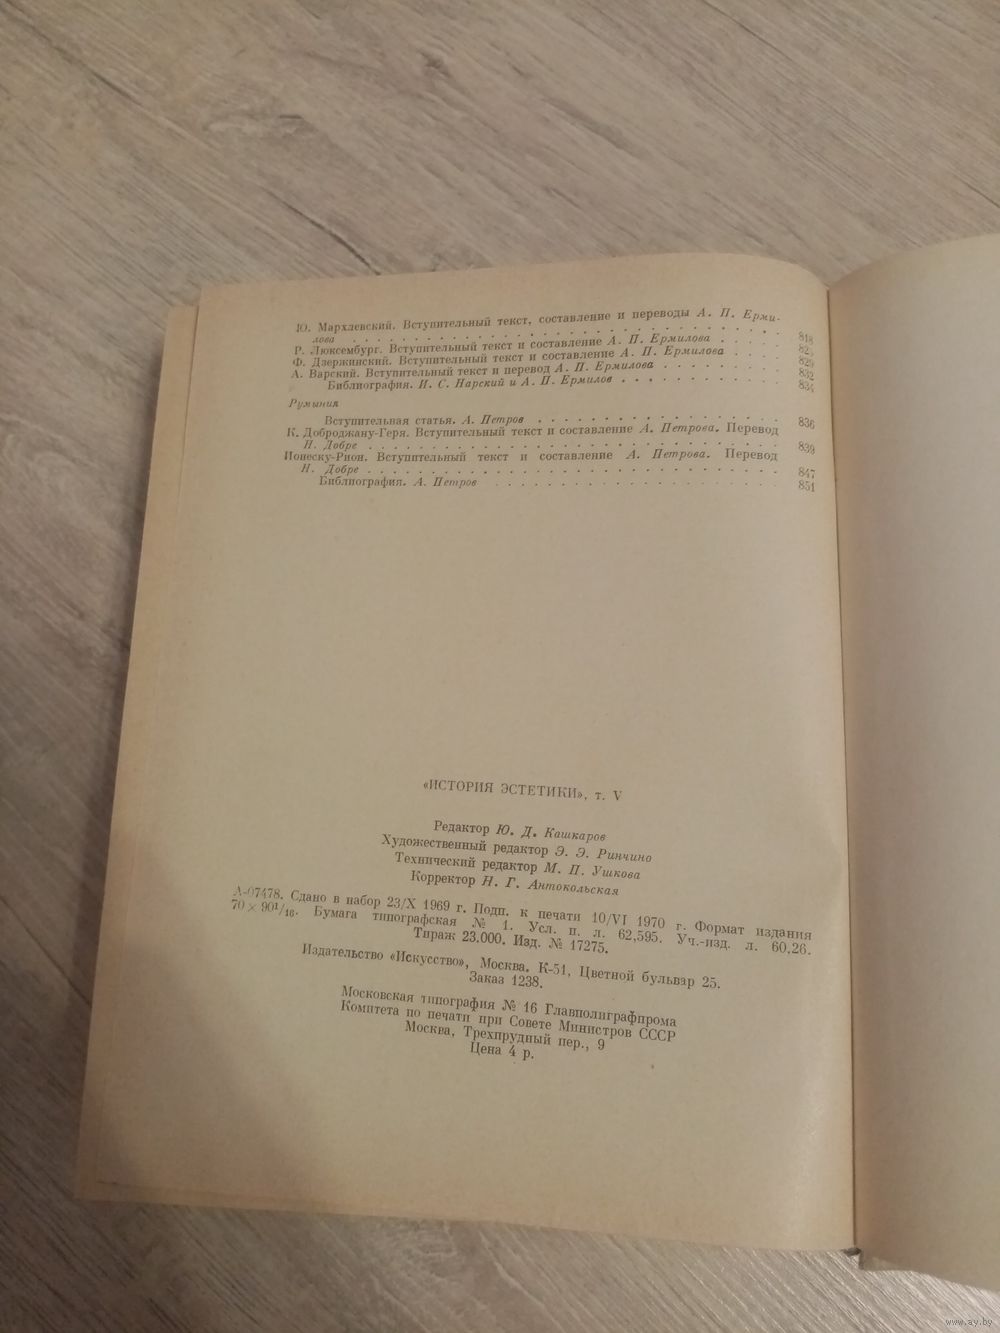 Ю. Мархлевский. Вступительный текст, составление и переводы А. П. Ерми-
лова . . . 818
Р. Люксембург. Вступительный текст и составление А. П. Ермилова . . . . .
Ф. Дзержинский. Вступительный текст и составление А. П. Ермилова . . . . 829
А. Варский. Вступительный текст и перевод А. П. Ермилова . . . . . . . . 832
Библиография. И. С. Нарский и А. П. Ермилов . . . . . . . 834
Румыния
Вступительная статья. А. Петров . . . 836
К. Доброджану-Геря. Вступительный текст и составление А. Петрова. Перевод
Н. Добре . . . 839
Ионеску-Рион. Вступительный текст и составление А. Петрова. Перевод
Н. Добре . . . 847
Библиография. А. Петров . . . 851
«ИСТОРИЯ ЭСТЕТИКИ», т. V
Редактор Ю. Д. Кашкаров
Художественный редактор Э. Э. Ринчино
Технический редактор М. П. Ушкова
Корректор Н. Г. Антокольская
А-07478. Сдано в набор 23/X 1969 г. Подп. к печати 10/VI 1970 г. Формат издания
70 × 90¹/₁₆. Бумага типографская № 1. Усл. п. л. 62,595. Уч.-изд. л. 60,26.
Тираж 23.000. Изд. № 17275.
Издательство «Искусство», Москва, К-51, Цветной бульвар 25.
Заказ 1238.
Московская типография № 16 Главполиграфпрома
Комитета по печати при Совете Министров СССР
Москва, Трехпрудный пер., 9
Цена 4 р.
www.ay.by